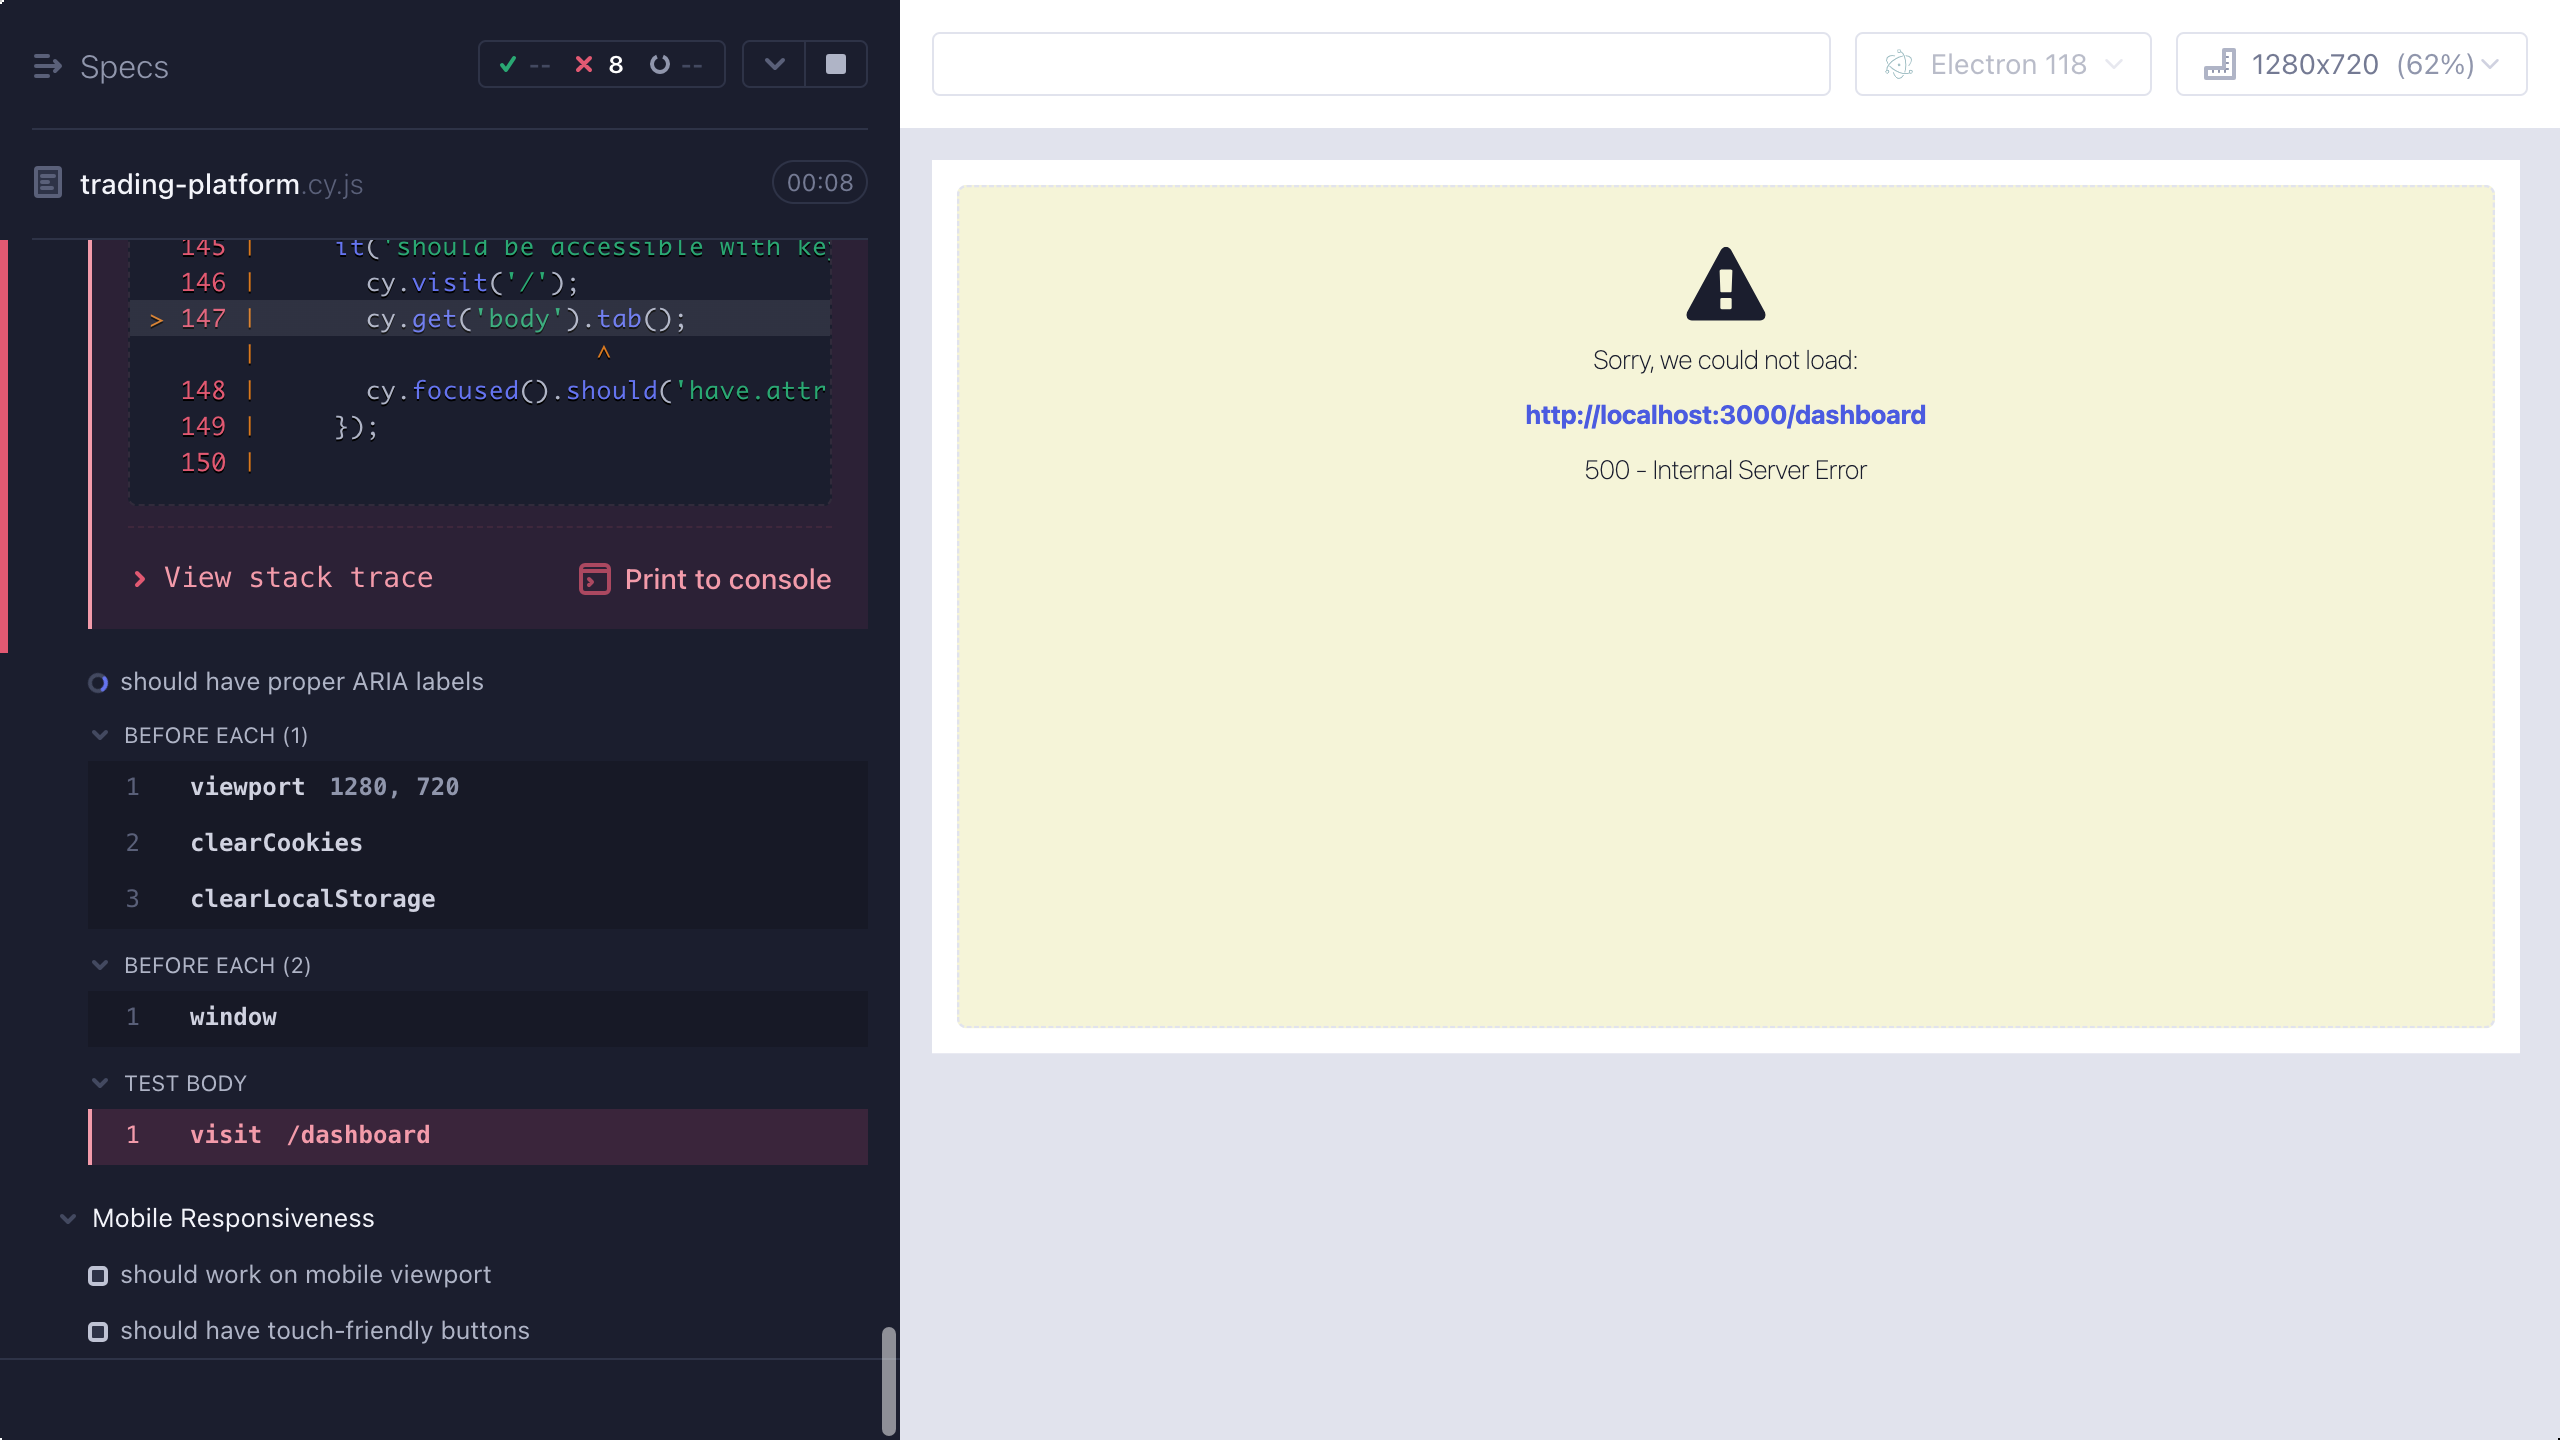 Specs
-- 8 --
trading-platform.cy.js 00:08
145 | it('should be accessible with ke
146 | cy.visit('/');
> 147 | cy.get('body').tab();
| ^
148 | cy.focused().should('have.attr
149 | });
150 |
View stack trace
Print to console
should have proper ARIA labels
BEFORE EACH (1)
1 viewport 1280, 720
2 clearCookies
3 clearLocalStorage
BEFORE EACH (2)
1 window
TEST BODY
1 visit /dashboard
Mobile Responsiveness
should work on mobile viewport
should have touch-friendly buttons
Electron 118
1280x720 (62%)
Sorry, we could not load:
http://localhost:3000/dashboard
500 - Internal Server Error